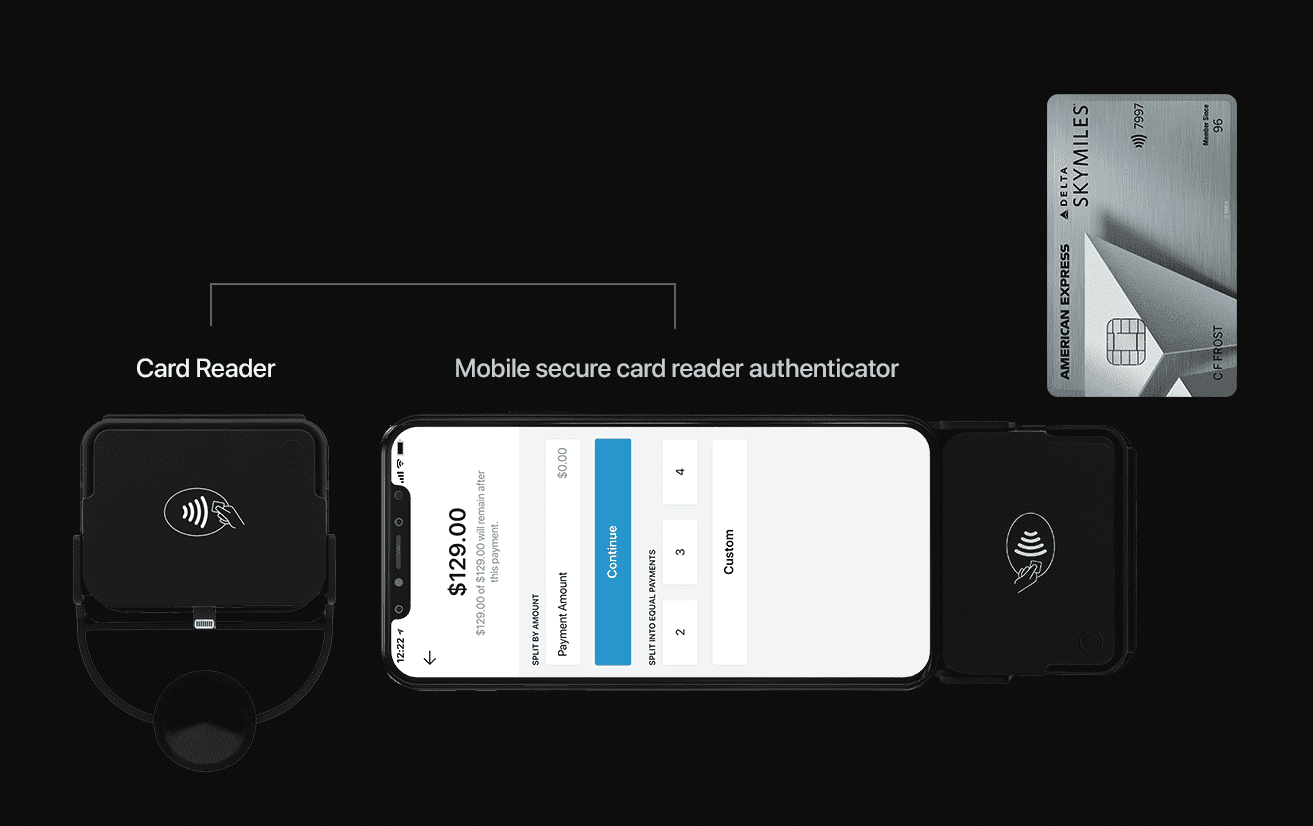 Card Reader
Mobile secure card reader authenticator
12:22
$129.00
$129.00 of $129.00 will remain after
this payment.
SPLIT BY AMOUNT
Payment Amount $0.00
Continue
SPLIT INTO EQUAL PAYMENTS
2 3 4
Custom
AMERICAN EXPRESS
DELTA
SKYMILES
7997
Member Since
96
C F FROST